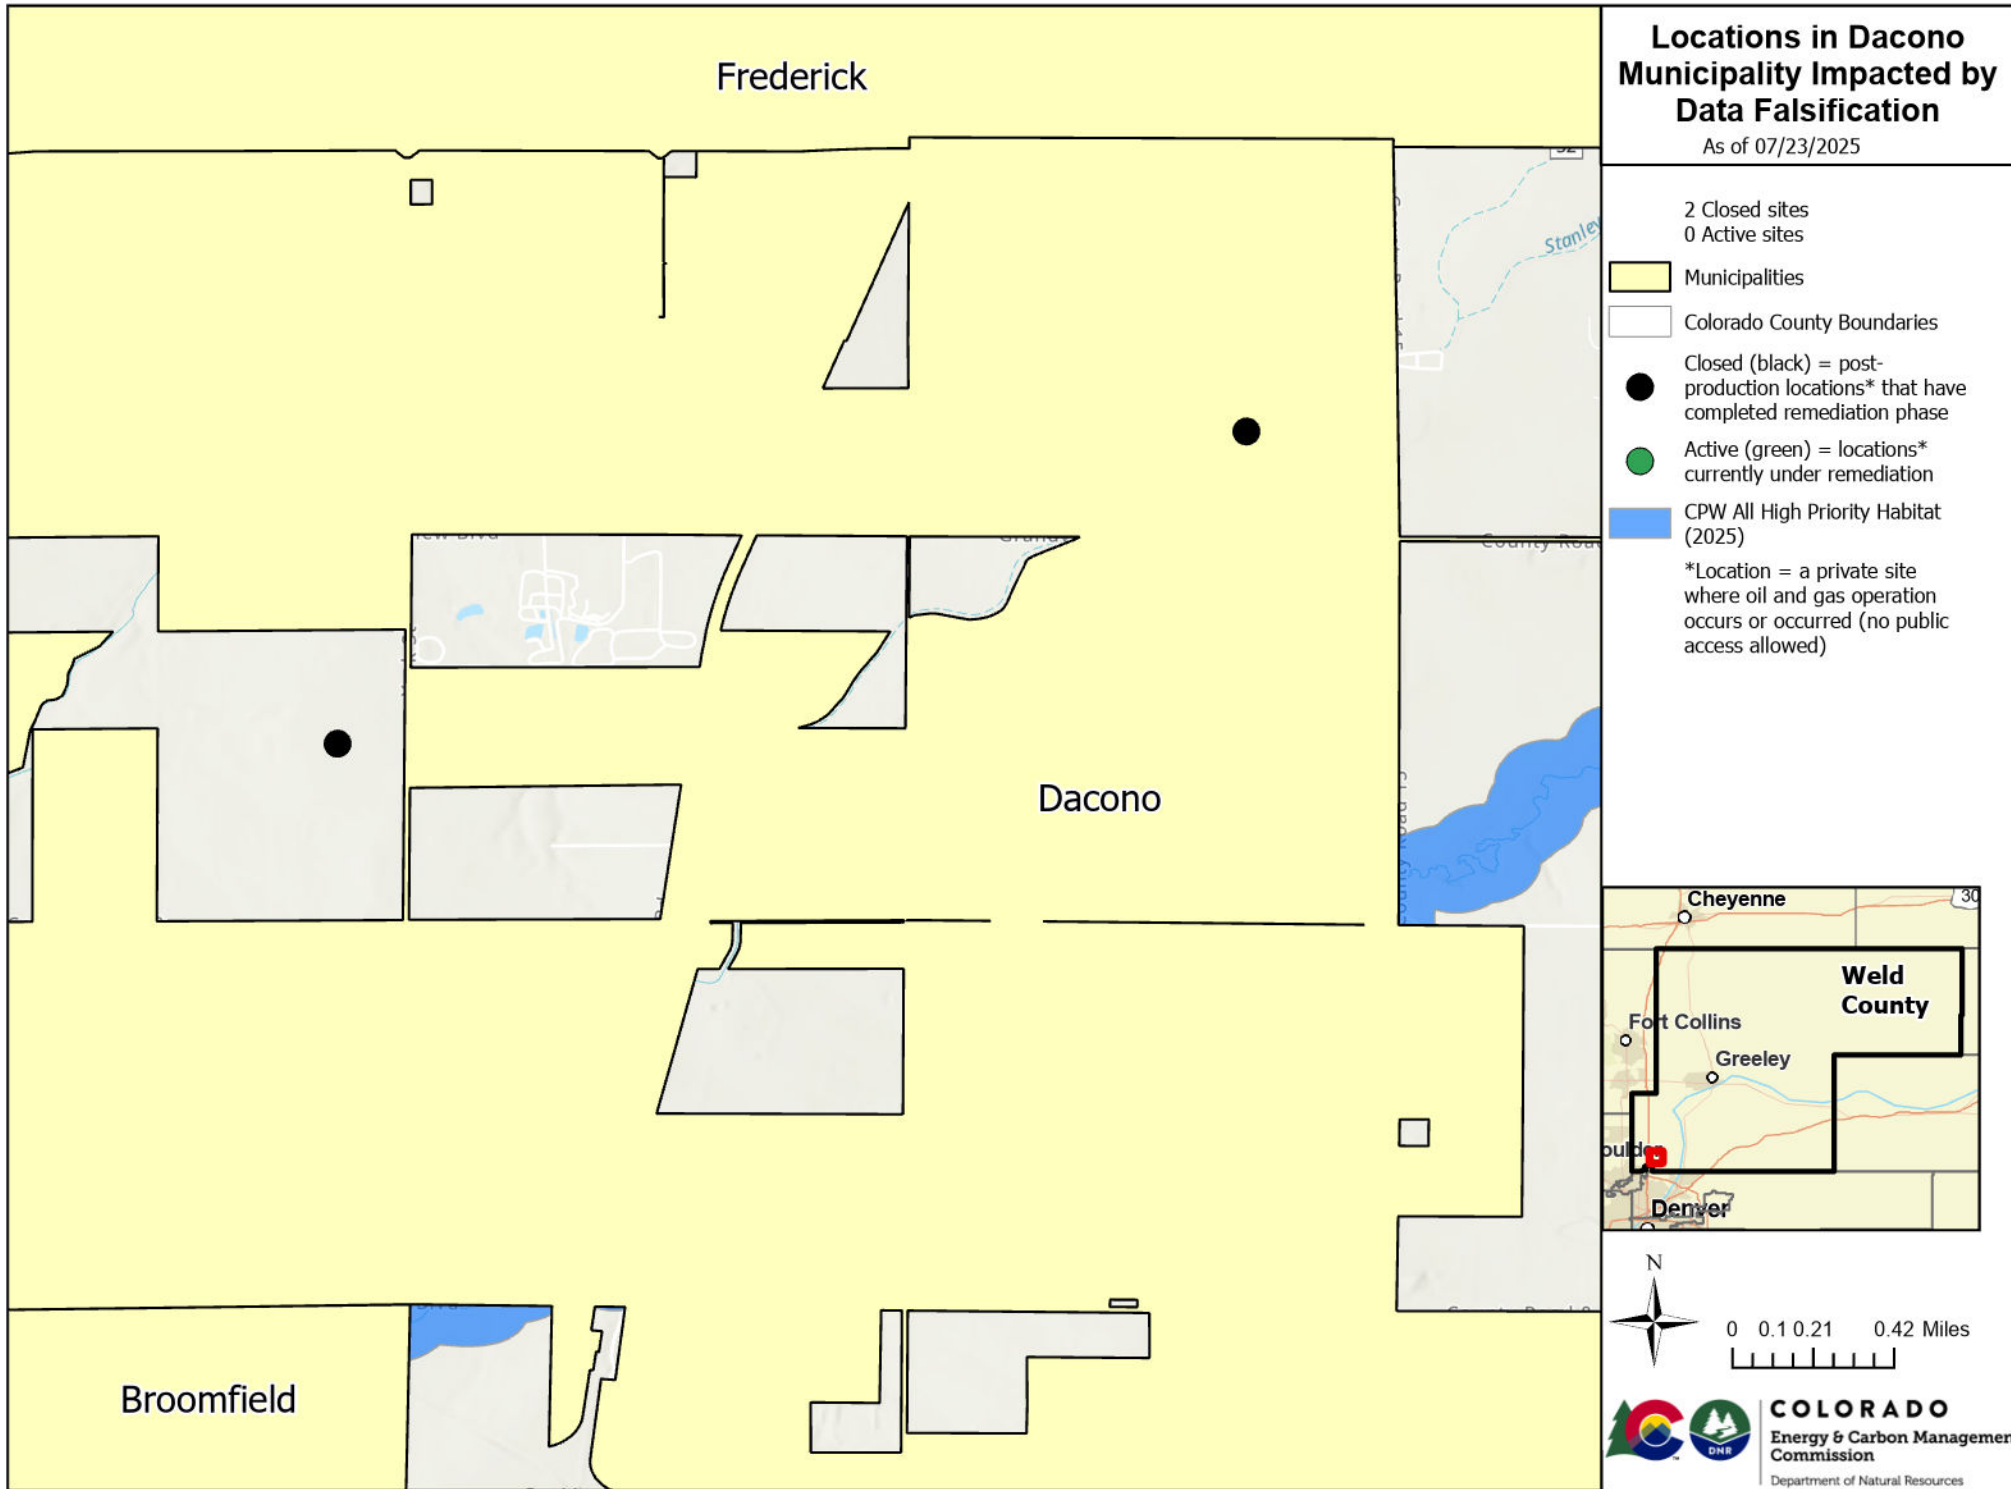 Frederick
Stanley
Dacono
Broomfield
Locations in Dacono
Municipality Impacted by
Data Falsification
As of 07/23/2025
2 Closed sites
0 Active sites
Municipalities
Colorado County Boundaries
Closed (black) = post-
production locations* that have
completed remediation phase
Active (green) = locations*
currently under remediation
CPW All High Priority Habitat
(2025)
*Location = a private site
where oil and gas operation
occurs or occurred (no public
access allowed)
Cheyenne
30
Weld
County
Fort Collins
Greeley
oulder
Denver
N
0 0.1 0.21 0.42 Miles
DNR
COLORADO
Energy & Carbon Managemen
Commission
Department of Natural Resources